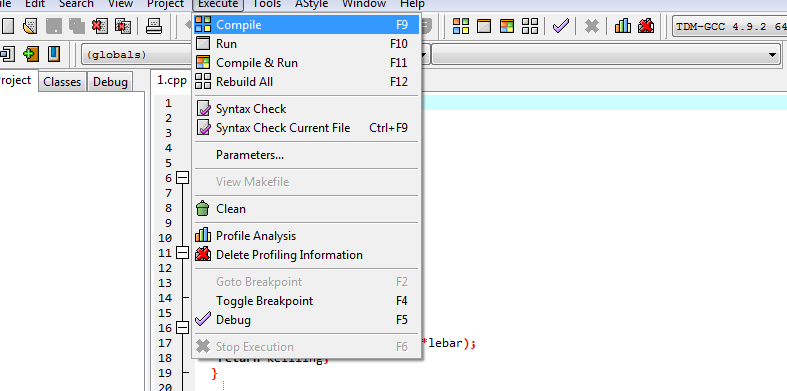 File Edit Search View Project Execute Tools AStyle Window Help
TDM-GCC 4.9.2 64
(globals)
Project Classes Debug
1.cpp
Compile F9
Run F10
Compile & Run F11
Rebuild All F12
Syntax Check
Syntax Check Current File Ctrl+F9
Parameters...
View Makefile
Clean
Profile Analysis
Delete Profiling Information
Goto Breakpoint F2
Toggle Breakpoint F4
Debug F5
Stop Execution F6
1
2
3
4
5
6
7
8
9
10
11
12
13
14
15
16
17 *lebar);
18 return keliling;
19 }
20